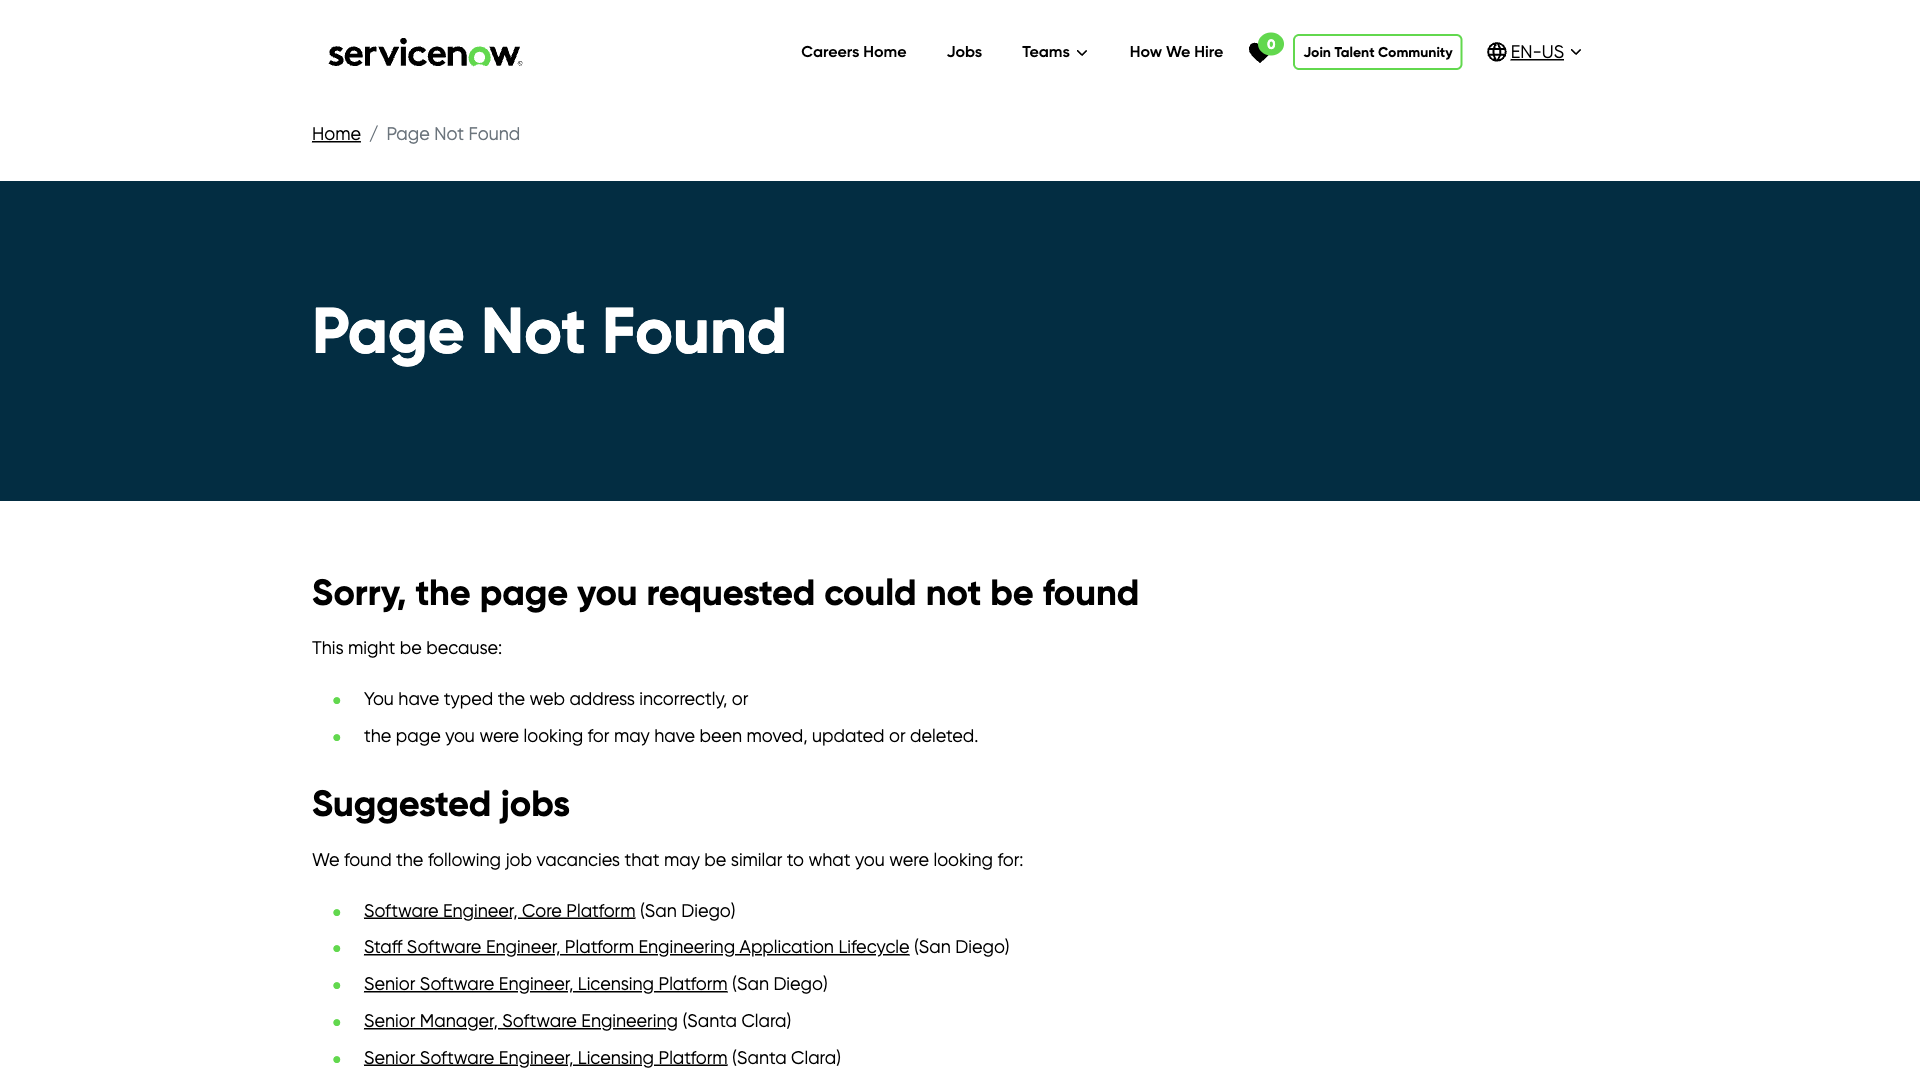 servicenow
Careers Home
Jobs
Teams
How We Hire
0
Join Talent Community
EN-US
Home / Page Not Found
Page Not Found
Sorry, the page you requested could not be found
This might be because:
You have typed the web address incorrectly, or
the page you were looking for may have been moved, updated or deleted.
Suggested jobs
We found the following job vacancies that may be similar to what you were looking for:
Software Engineer, Core Platform (San Diego)
Staff Software Engineer, Platform Engineering Application Lifecycle (San Diego)
Senior Software Engineer, Licensing Platform (San Diego)
Senior Manager, Software Engineering (Santa Clara)
Senior Software Engineer, Licensing Platform (Santa Clara)